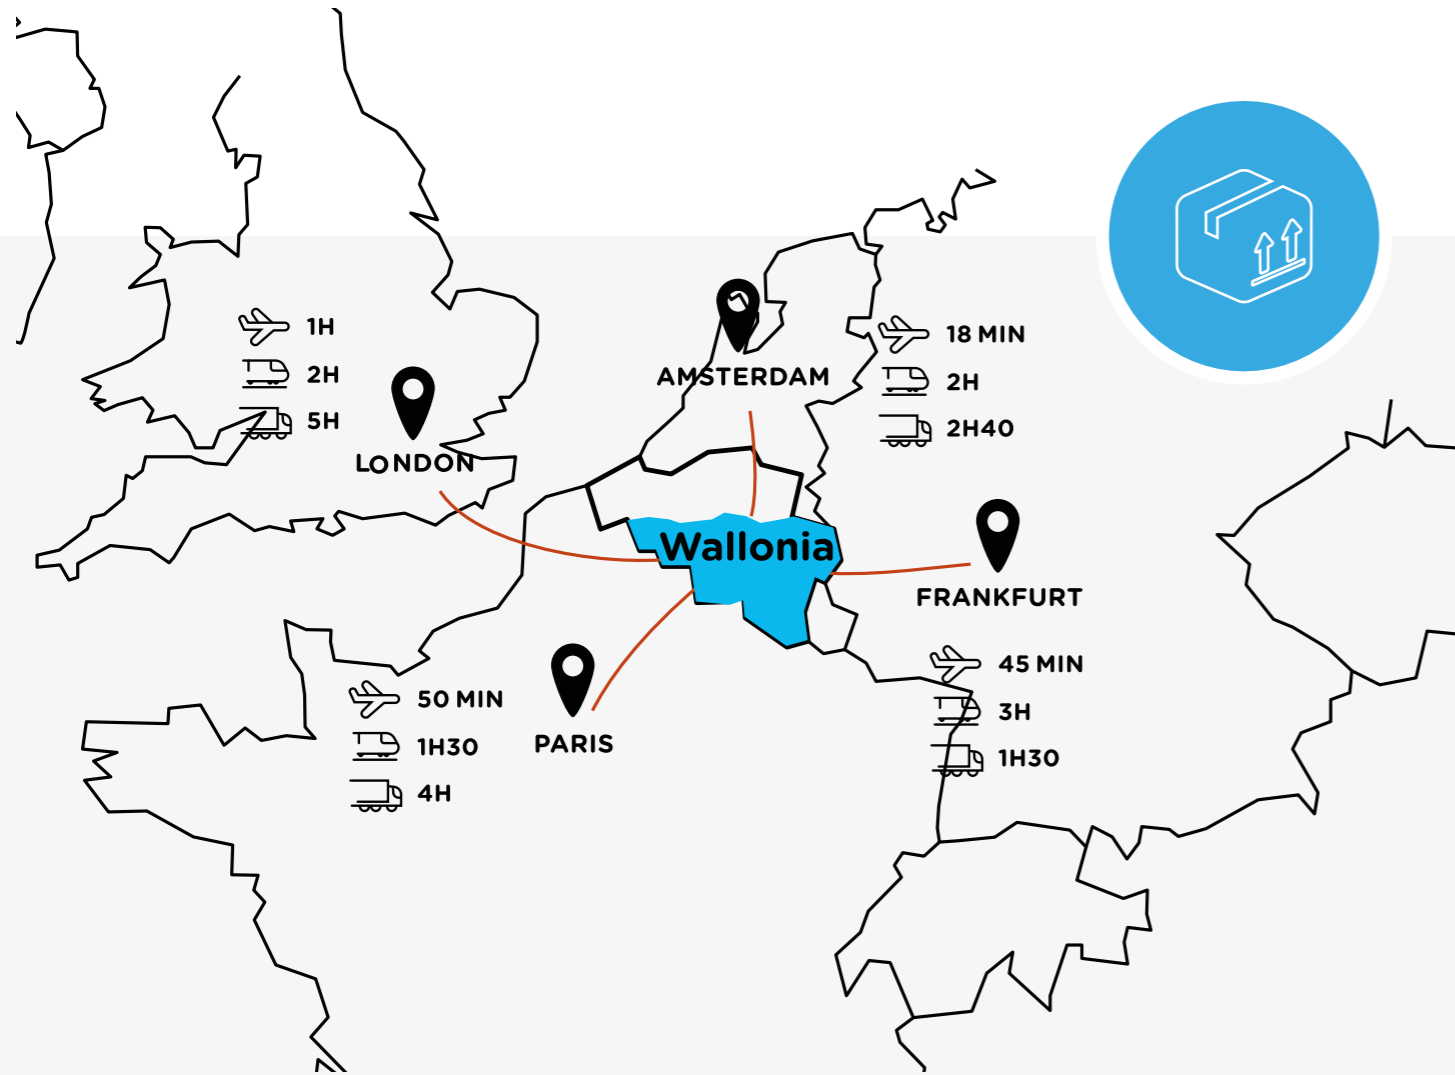 1H
2H
5H
LONDON
AMSTERDAM
18 MIN
2H
2H40
Wallonia
FRANKFURT
45 MIN
3H
1H30
PARIS
50 MIN
1H30
4H